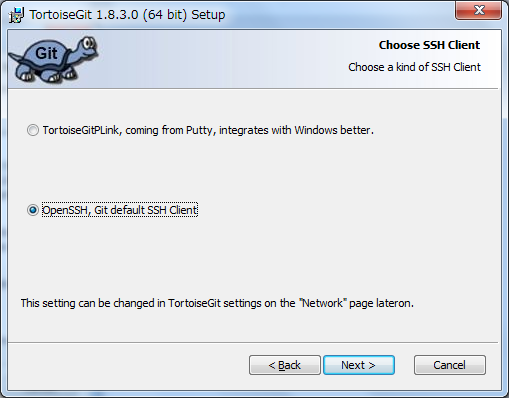 TortoiseGit 1.8.3.0 (64 bit) Setup
Git
Choose SSH Client
Choose a kind of SSH Client
TortoiseGitPLink, coming from Putty, integrates with Windows better.
OpenSSH, Git default SSH Client
This setting can be changed in TortoiseGit settings on the "Network" page lateron.
< Back
Next >
Cancel